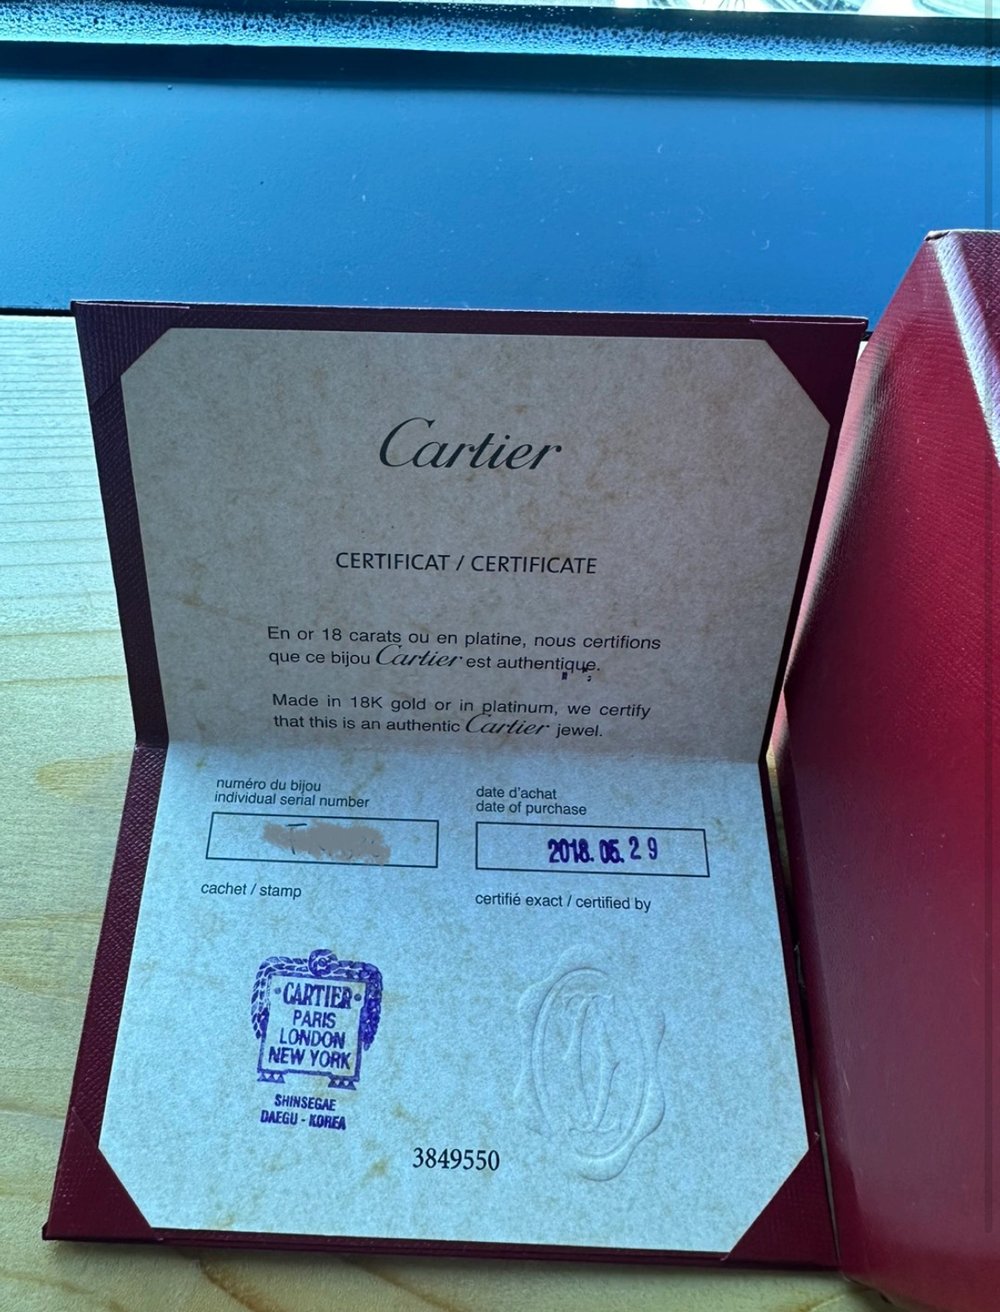 Cartier
CERTIFICAT / CERTIFICATE
En or 18 carats ou en platine, nous certifions
que ce bijou Cartier est authentique.
Made in 18K gold or in platinum, we certify
that this is an authentic Cartier jewel.
numéro du bijou
individual serial number
date d'achat
date of purchase
2018.05.29
cachet / stamp
certifié exact / certified by
CARTIER
PARIS
LONDON
NEW YORK
SHINSEGAE
DAEGU - KOREA
3849550